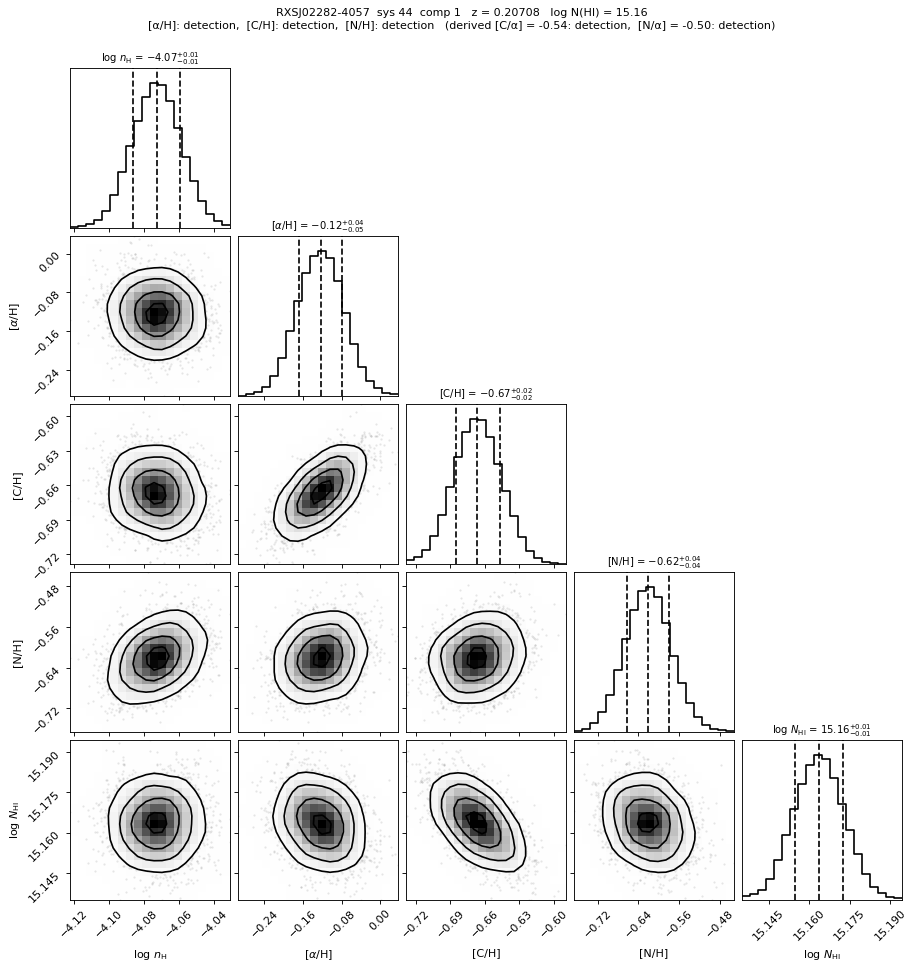 RXSJ02282-4057 sys 44 comp 1 z = 0.20708 log N(HI) = 15.16
[α/H]: detection, [C/H]: detection, [N/H]: detection (derived [C/α] = -0.54: detection, [N/α] = -0.50: detection)
log n_H = −4.07 +0.01 −0.01
[α/H] = −0.12 +0.04 −0.05
[α/H]
0.00
−0.08
−0.16
−0.24
[C/H] = −0.67 +0.02 −0.02
[C/H]
−0.60
−0.63
−0.66
−0.69
−0.72
[N/H] = −0.62 +0.04 −0.04
[N/H]
−0.48
−0.56
−0.64
−0.72
log N_HI = 15.16 +0.01 −0.01
log N_HI
15.190
15.175
15.160
15.145
−4.12 −4.10 −4.08 −4.06 −4.04
−0.24 −0.16 −0.08 0.00
−0.72 −0.69 −0.66 −0.63 −0.60
−0.72 −0.64 −0.56 −0.48
15.145 15.160 15.175 15.190
log n_H
[α/H]
[C/H]
[N/H]
log N_HI